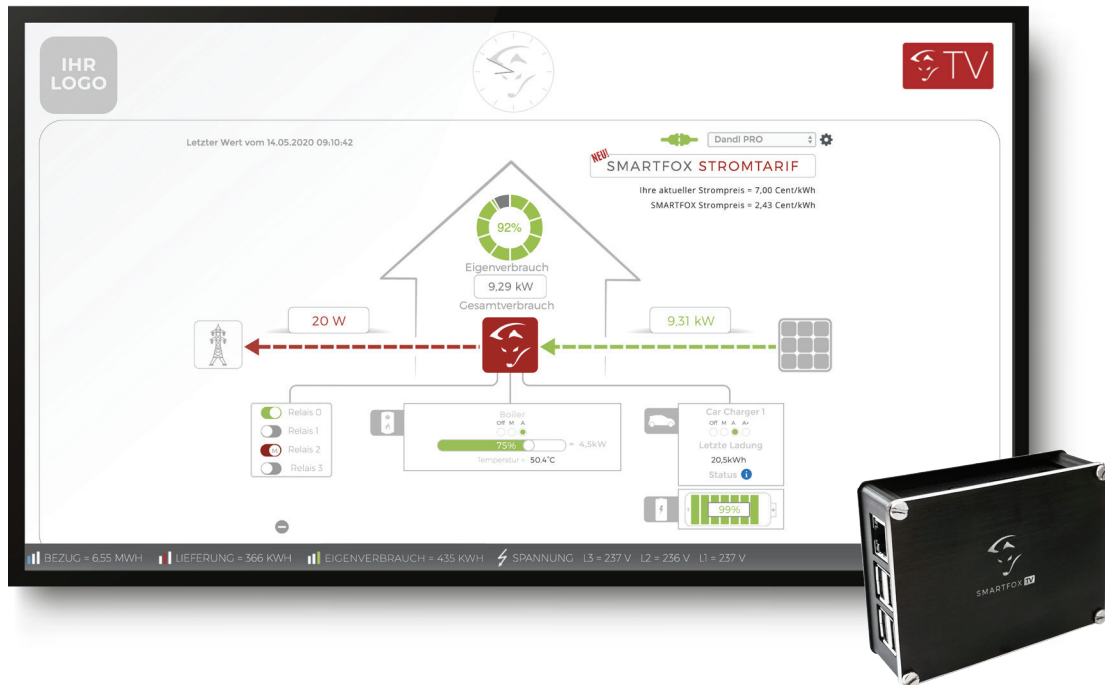 IHR
LOGO
TV
Letzter Wert vom 14.05.2020 09:10:42
Dandl PRO
NEU!
SMARTFOX STROMTARIF
Ihre aktueller Strompreis = 7,00 Cent/kWh
SMARTFOX Strompreis = 2,43 Cent/kWh
92%
Eigenverbrauch
9,29 kW
Gesamtverbrauch
20 W
9.31 kW
Relais 0
Relais 1
M Relais 2
Relais 3
Boiler
Off M A
75% = 4,5kW
Temperatur = 50.4°C
Car Charger 1
Off M A A+
Letzte Ladung
20,5kWh
Status i
- 99% +
BEZUG = 6.55 MWH LIEFERUNG = 366 KWH EIGENVERBRAUCH = 435 KWH SPANNUNG L3 = 237 V L2 = 236 V L1 = 237 V
SMARTFOX TV